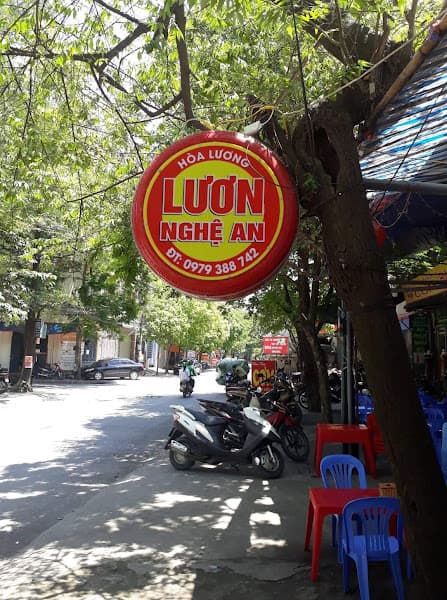 HÒA LƯƠNG
LƯƠN
NGHỆ AN
ĐT: 0979 388 742